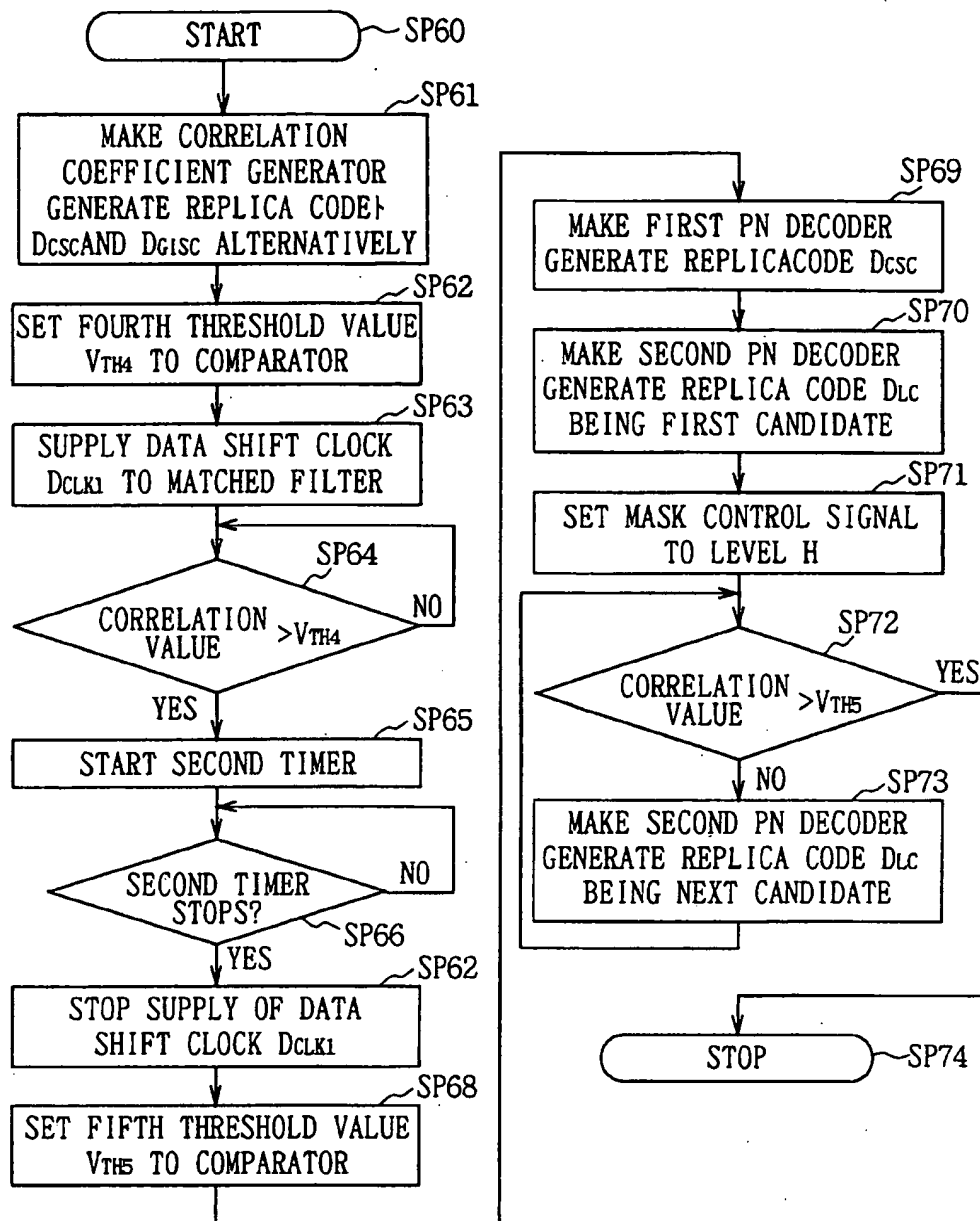 START
SP60
SP61
MAKE CORRELATION
COEFFICIENT GENERATOR
GENERATE REPLICA CODE
DCSC AND DGISC ALTERNATIVELY
SP62
SET FOURTH THRESHOLD VALUE
VTH4 TO COMPARATOR
SP63
SUPPLY DATA SHIFT CLOCK
DCLK1 TO MATCHED FILTER
SP64
CORRELATION
VALUE >VTH4
NO
YES
SP65
START SECOND TIMER
SECOND TIMER
STOPS?
NO
SP66
YES
SP62
STOP SUPPLY OF DATA
SHIFT CLOCK DCLK1
SP68
SET FIFTH THRESHOLD VALUE
VTH5 TO COMPARATOR
SP69
MAKE FIRST PN DECODER
GENERATE REPLICACODE DCSC
SP70
MAKE SECOND PN DECODER
GENERATE REPLICA CODE DLC
BEING FIRST CANDIDATE
SP71
SET MASK CONTROL SIGNAL
TO LEVEL H
SP72
CORRELATION
VALUE >VTH5
YES
NO
SP73
MAKE SECOND PN DECODER
GENERATE REPLICA CODE DLC
BEING NEXT CANDIDATE
STOP
SP74